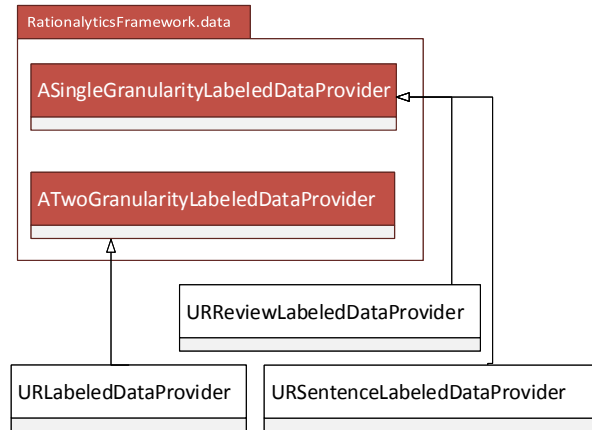 RationalyticsFramework.data
ASingleGranularityLabeledDataProvider
ATwoGranularityLabeledDataProvider
URReviewLabeledDataProvider
URLabeledDataProvider
URSentenceLabeledDataProvider